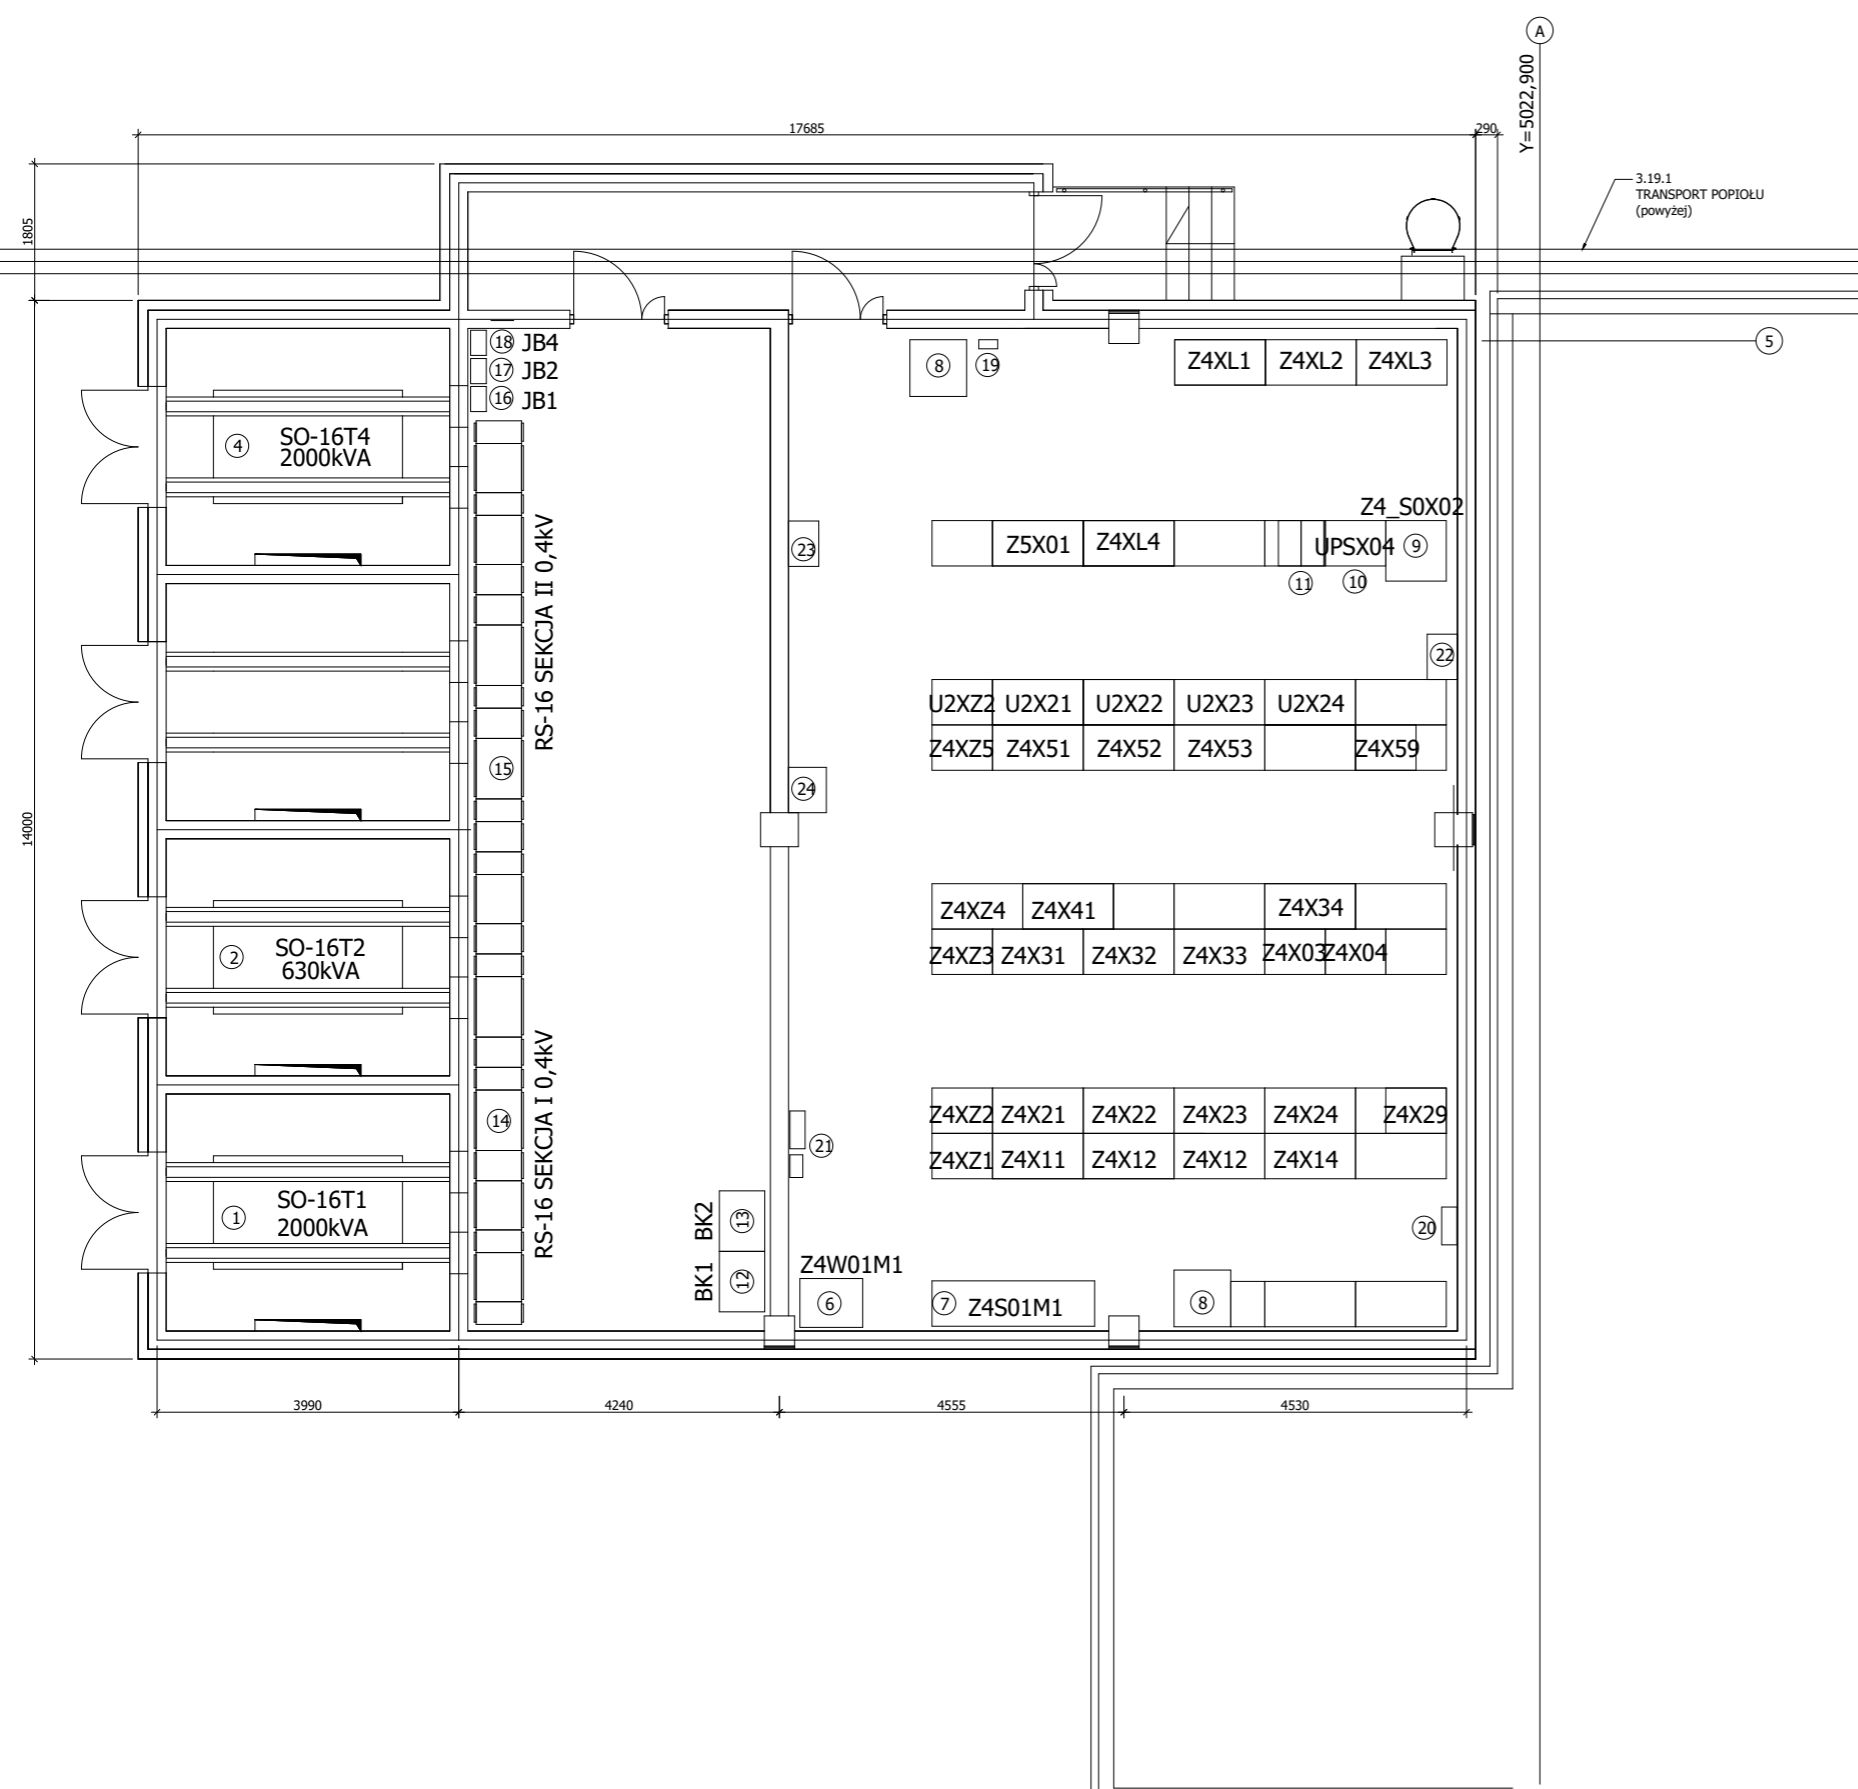 A
Y=5022,900
17685
290
3.19.1
TRANSPORT POPIOŁU
(powyżej)
1805
5
18 JB4
17 JB2
16 JB1
8
19
Z4XL1 Z4XL2 Z4XL3
4
SO-16T4
2000kVA
Z4_S0X02
23
Z5X01 Z4XL4 UPSX04 9
11 10
RS-16 SEKCJA II 0,4kV
22
U2XZ2 U2X21 U2X22 U2X23 U2X24
Z4XZ5 Z4X51 Z4X52 Z4X53 Z4X59
15
24
14000
Z4XZ4 Z4X41 Z4X34
Z4XZ3 Z4X31 Z4X32 Z4X33 Z4X03 Z4X04
2
SO-16T2
630kVA
RS-16 SEKCJA I 0,4kV
14
21
Z4XZ2 Z4X21 Z4X22 Z4X23 Z4X24 Z4X29
Z4XZ1 Z4X11 Z4X12 Z4X12 Z4X14
1
SO-16T1
2000kVA
BK2 13
BK1 12
20
Z4W01M1
6
7 Z4S01M1
8
3990
4240
4555
4530